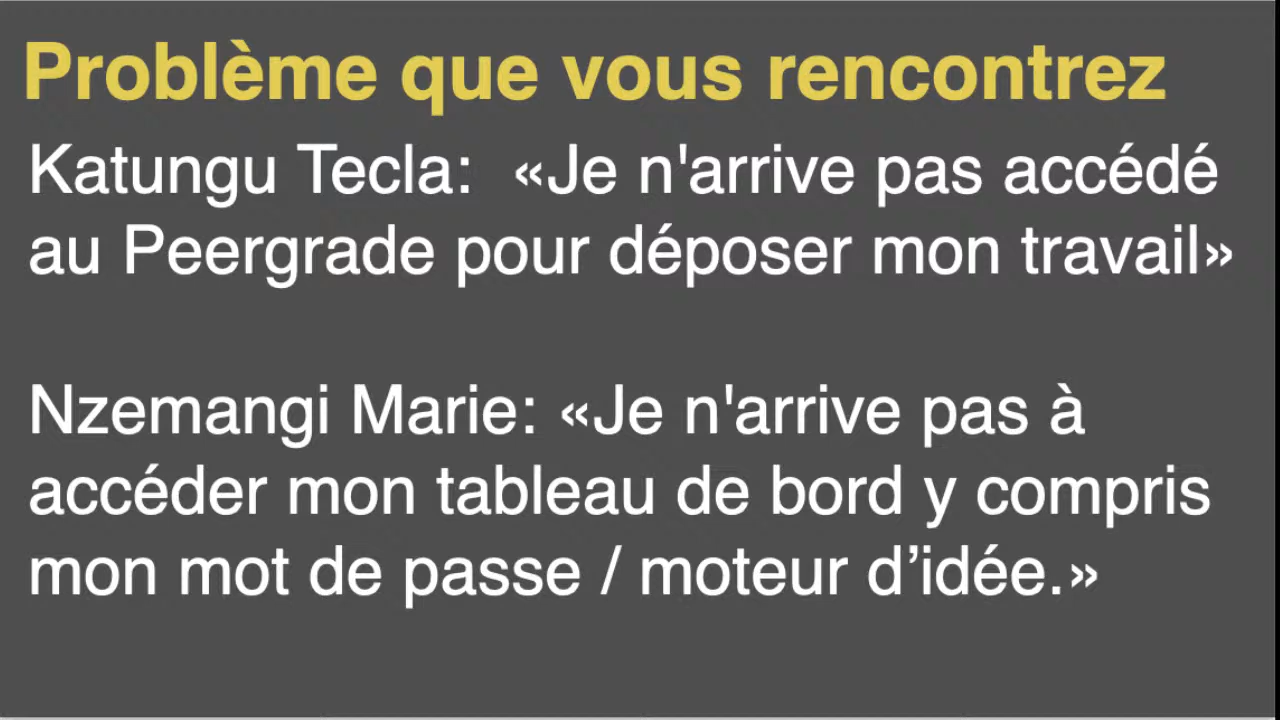 Problème que vous rencontrez
Katungu Tecla:  «Je n'arrive pas accédé
au Peergrade pour déposer mon travail»
Nzemangi Marie: «Je n'arrive pas à
accéder mon tableau de bord y compris
mon mot de passe / moteur d’idée.»